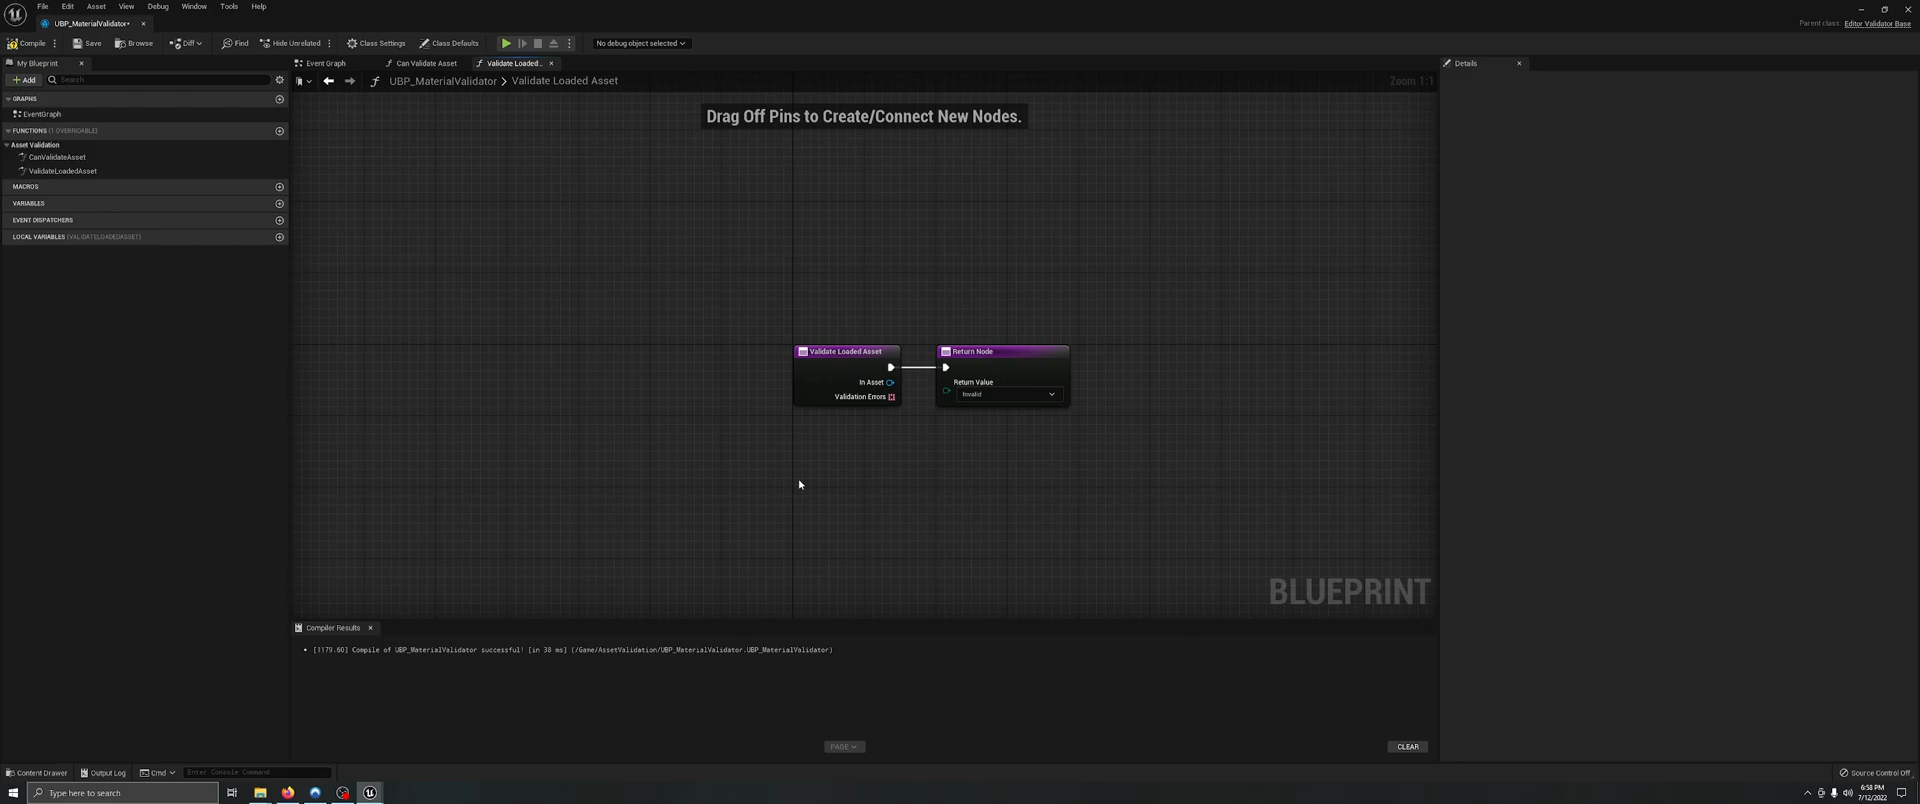 File Edit Asset View Debug Window Tools Help
UBP_MaterialValidator•
Parent class: Editor Validator Base
Compile Save Browse Diff Find Hide Unrelated Class Settings Class Defaults No debug object selected
My Blueprint
Event Graph Can Validate Asset Validate Loaded...
Details
Add Search
UBP_MaterialValidator > Validate Loaded Asset
Zoom 1:1
GRAPHS
EventGraph
FUNCTIONS (1 OVERRIDABLE)
Asset Validation
CanValidateAsset
ValidateLoadedAsset
MACROS
VARIABLES
EVENT DISPATCHERS
LOCAL VARIABLES (VALIDATELOADEDASSET)
Drag Off Pins to Create/Connect New Nodes.
Validate Loaded Asset
In Asset
Validation Errors
Return Node
Return Value
Invalid
BLUEPRINT
Compiler Results
• [1179.60] Compile of UBP_MaterialValidator successful! [in 38 ms] (/Game/AssetValidation/UBP_MaterialValidator.UBP_MaterialValidator)
PAGE
CLEAR
Content Drawer Output Log Cmd Enter Console Command
Source Control Off
Type here to search
6:58 PM
7/12/2022